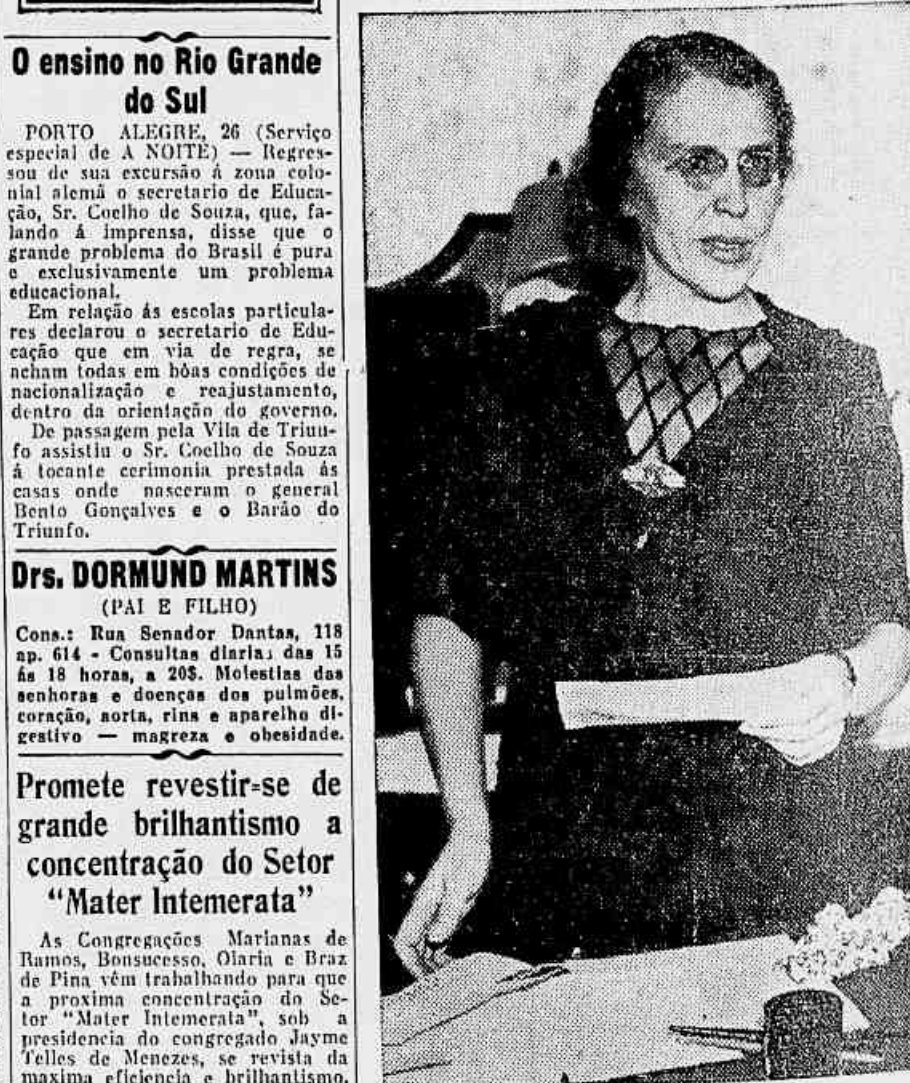 O ensino no Rio Grande
do Sul
PORTO ALEGRE, 26 (Serviço
especial de A NOITE) — Regres-
sou de sua excursão á zona colo-
nial alemã o secretario de Educa-
ção, Sr. Coelho de Souza, que, fa-
lando á imprensa, disse que o
grande problema do Brasil é pura
e exclusivamente um problema
educacional.
Em relação ás escolas particula-
res declarou o secretario de Edu-
cação que em via de regra, se
acham todas em bôas condições de
nacionalização e reajustamento,
dentro da orientação do governo.
De passagem pela Vila de Triun-
fo assistiu o Sr. Coelho de Souza
á tocante cerimonia prestada ás
casas onde nasceram o general
Bento Gonçalves e o Barão do
Triunfo.
Drs. DORMUND MARTINS
(PAI E FILHO)
Cons.: Rua Senador Dantas, 118
ap. 614 - Consultas diarias das 15
ás 18 horas, a 20$. Molestias das
senhoras e doenças dos pulmões,
coração, aorta, rins e aparelho di-
gestivo — magreza e obesidade.
Promete revestir-se de
grande brilhantismo a
concentração do Setor
“Mater Intemerata”
As Congregações Marianas de
Ramos, Bonsucesso, Olaria e Braz
de Pina vêm trabalhando para que
a proxima concentração do Se-
tor “Mater Intemerata”, sob a
presidencia do congregado Jayme
Telles de Menezes, se revista da
maxima eficiencia e brilhantismo.